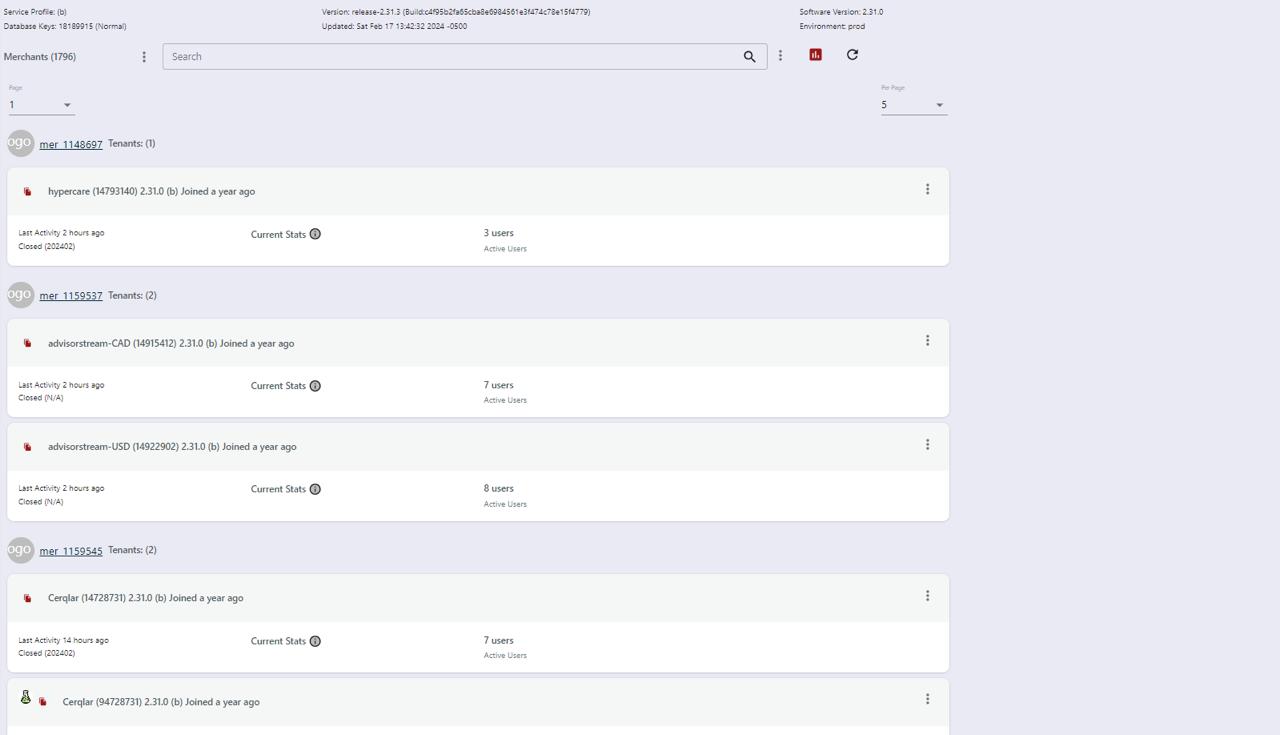 Service Profile: (b)
Version: release-2.31.3 (Build:c4f95b2fa65cba8e6984561e3f474c78e15f4779)
Software Version: 2.31.0
Database Keys: 18189915 (Normal)
Updated: Sat Feb 17 13:42:32 2024 -0500
Environment: prod
Merchants (1796)
Search
Page
1
Per Page
5
ogo mer_1148697 Tenants: (1)
hypercare (14793140) 2.31.0 (b) Joined a year ago
Last Activity 2 hours ago
Closed (202402)
Current Stats
3 users
Active Users
ogo mer_1159537 Tenants: (2)
advisorstream-CAD (14915412) 2.31.0 (b) Joined a year ago
Last Activity 2 hours ago
Closed (N/A)
Current Stats
7 users
Active Users
advisorstream-USD (14922902) 2.31.0 (b) Joined a year ago
Last Activity 2 hours ago
Closed (N/A)
Current Stats
8 users
Active Users
ogo mer_1159545 Tenants: (2)
Cerqlar (14728731) 2.31.0 (b) Joined a year ago
Last Activity 14 hours ago
Closed (202402)
Current Stats
7 users
Active Users
Cerqlar (94728731) 2.31.0 (b) Joined a year ago